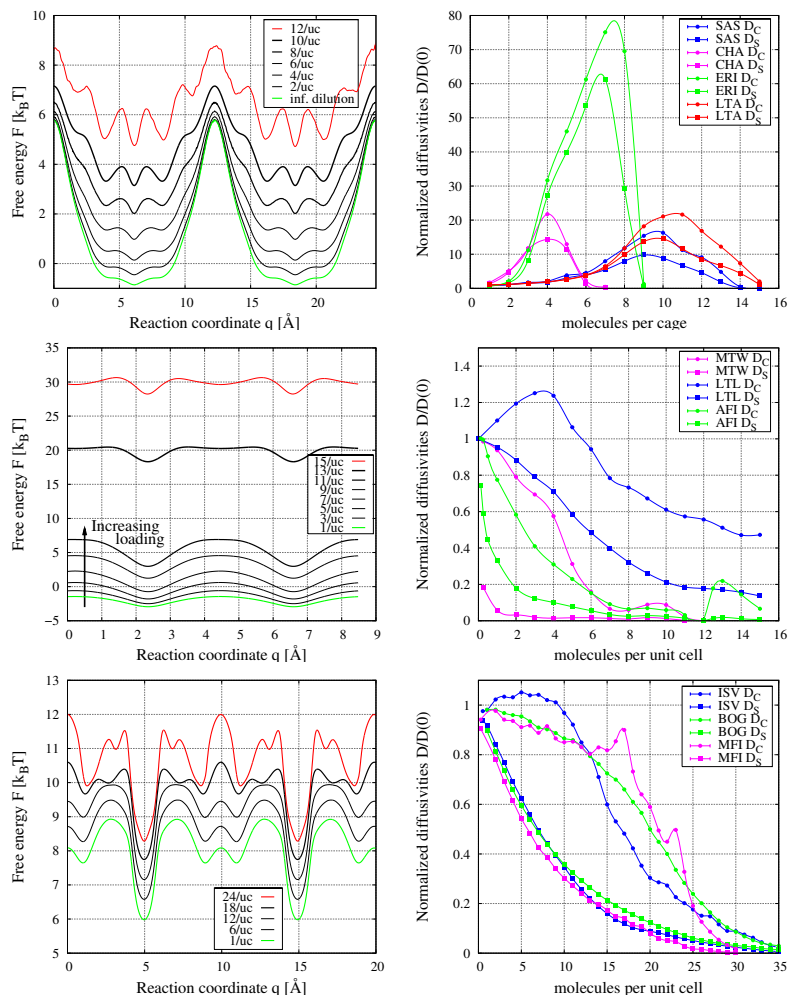 Free energy F [kBT]
8
6
4
2
0
0
5
10
15
20
Reaction coordinate q [Å]
12/uc
10/uc
8/uc
6/uc
4/uc
2/uc
inf. dilution
Normalized diffusivities D/D(0)
80
70
60
50
40
30
20
10
0
0
2
4
6
8
10
12
14
16
molecules per cage
SAS DC
SAS DS
CHA DC
CHA DS
ERI DC
ERI DS
LTA DC
LTA DS
Free energy F [kBT]
35
30
25
20
15
10
5
0
−5
0
1
2
3
4
5
6
7
8
9
Reaction coordinate q [Å]
15/uc
13/uc
11/uc
9/uc
7/uc
5/uc
3/uc
1/uc
Increasing
loading
Normalized diffusivities D/D(0)
1.4
1.2
1
0.8
0.6
0.4
0.2
0
0
2
4
6
8
10
12
14
16
molecules per unit cell
MTW DC
MTW DS
LTL DC
LTL DS
AFI DC
AFI DS
Free energy F [kBT]
13
12
11
10
9
8
7
6
5
0
5
10
15
20
Reaction coordinate q [Å]
24/uc
18/uc
12/uc
6/uc
1/uc
Normalized diffusivities D/D(0)
1
0.8
0.6
0.4
0.2
0
0
5
10
15
20
25
30
35
molecules per unit cell
ISV DC
ISV DS
BOG DC
BOG DS
MFI DC
MFI DS